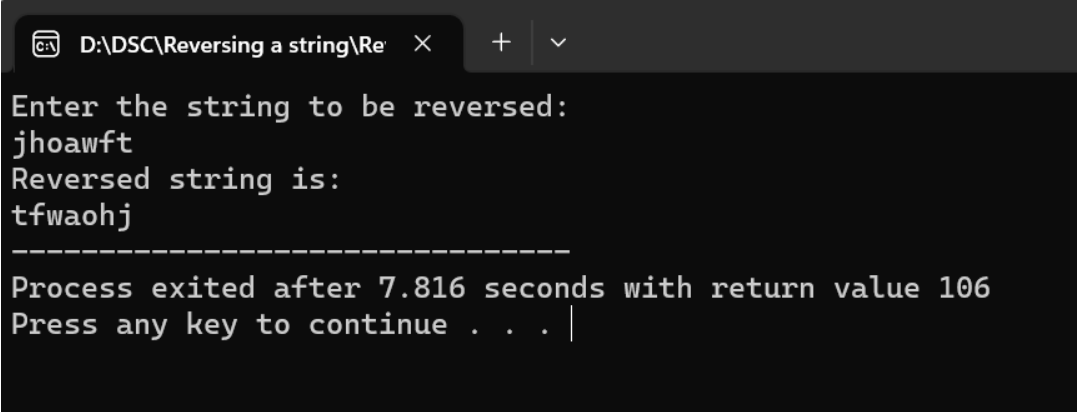 D:\DSC\Reversing a string\Re
Enter the string to be reversed:
jhoawft
Reversed string is:
tfwaohj
--------------------------------
Process exited after 7.816 seconds with return value 106
Press any key to continue . . .